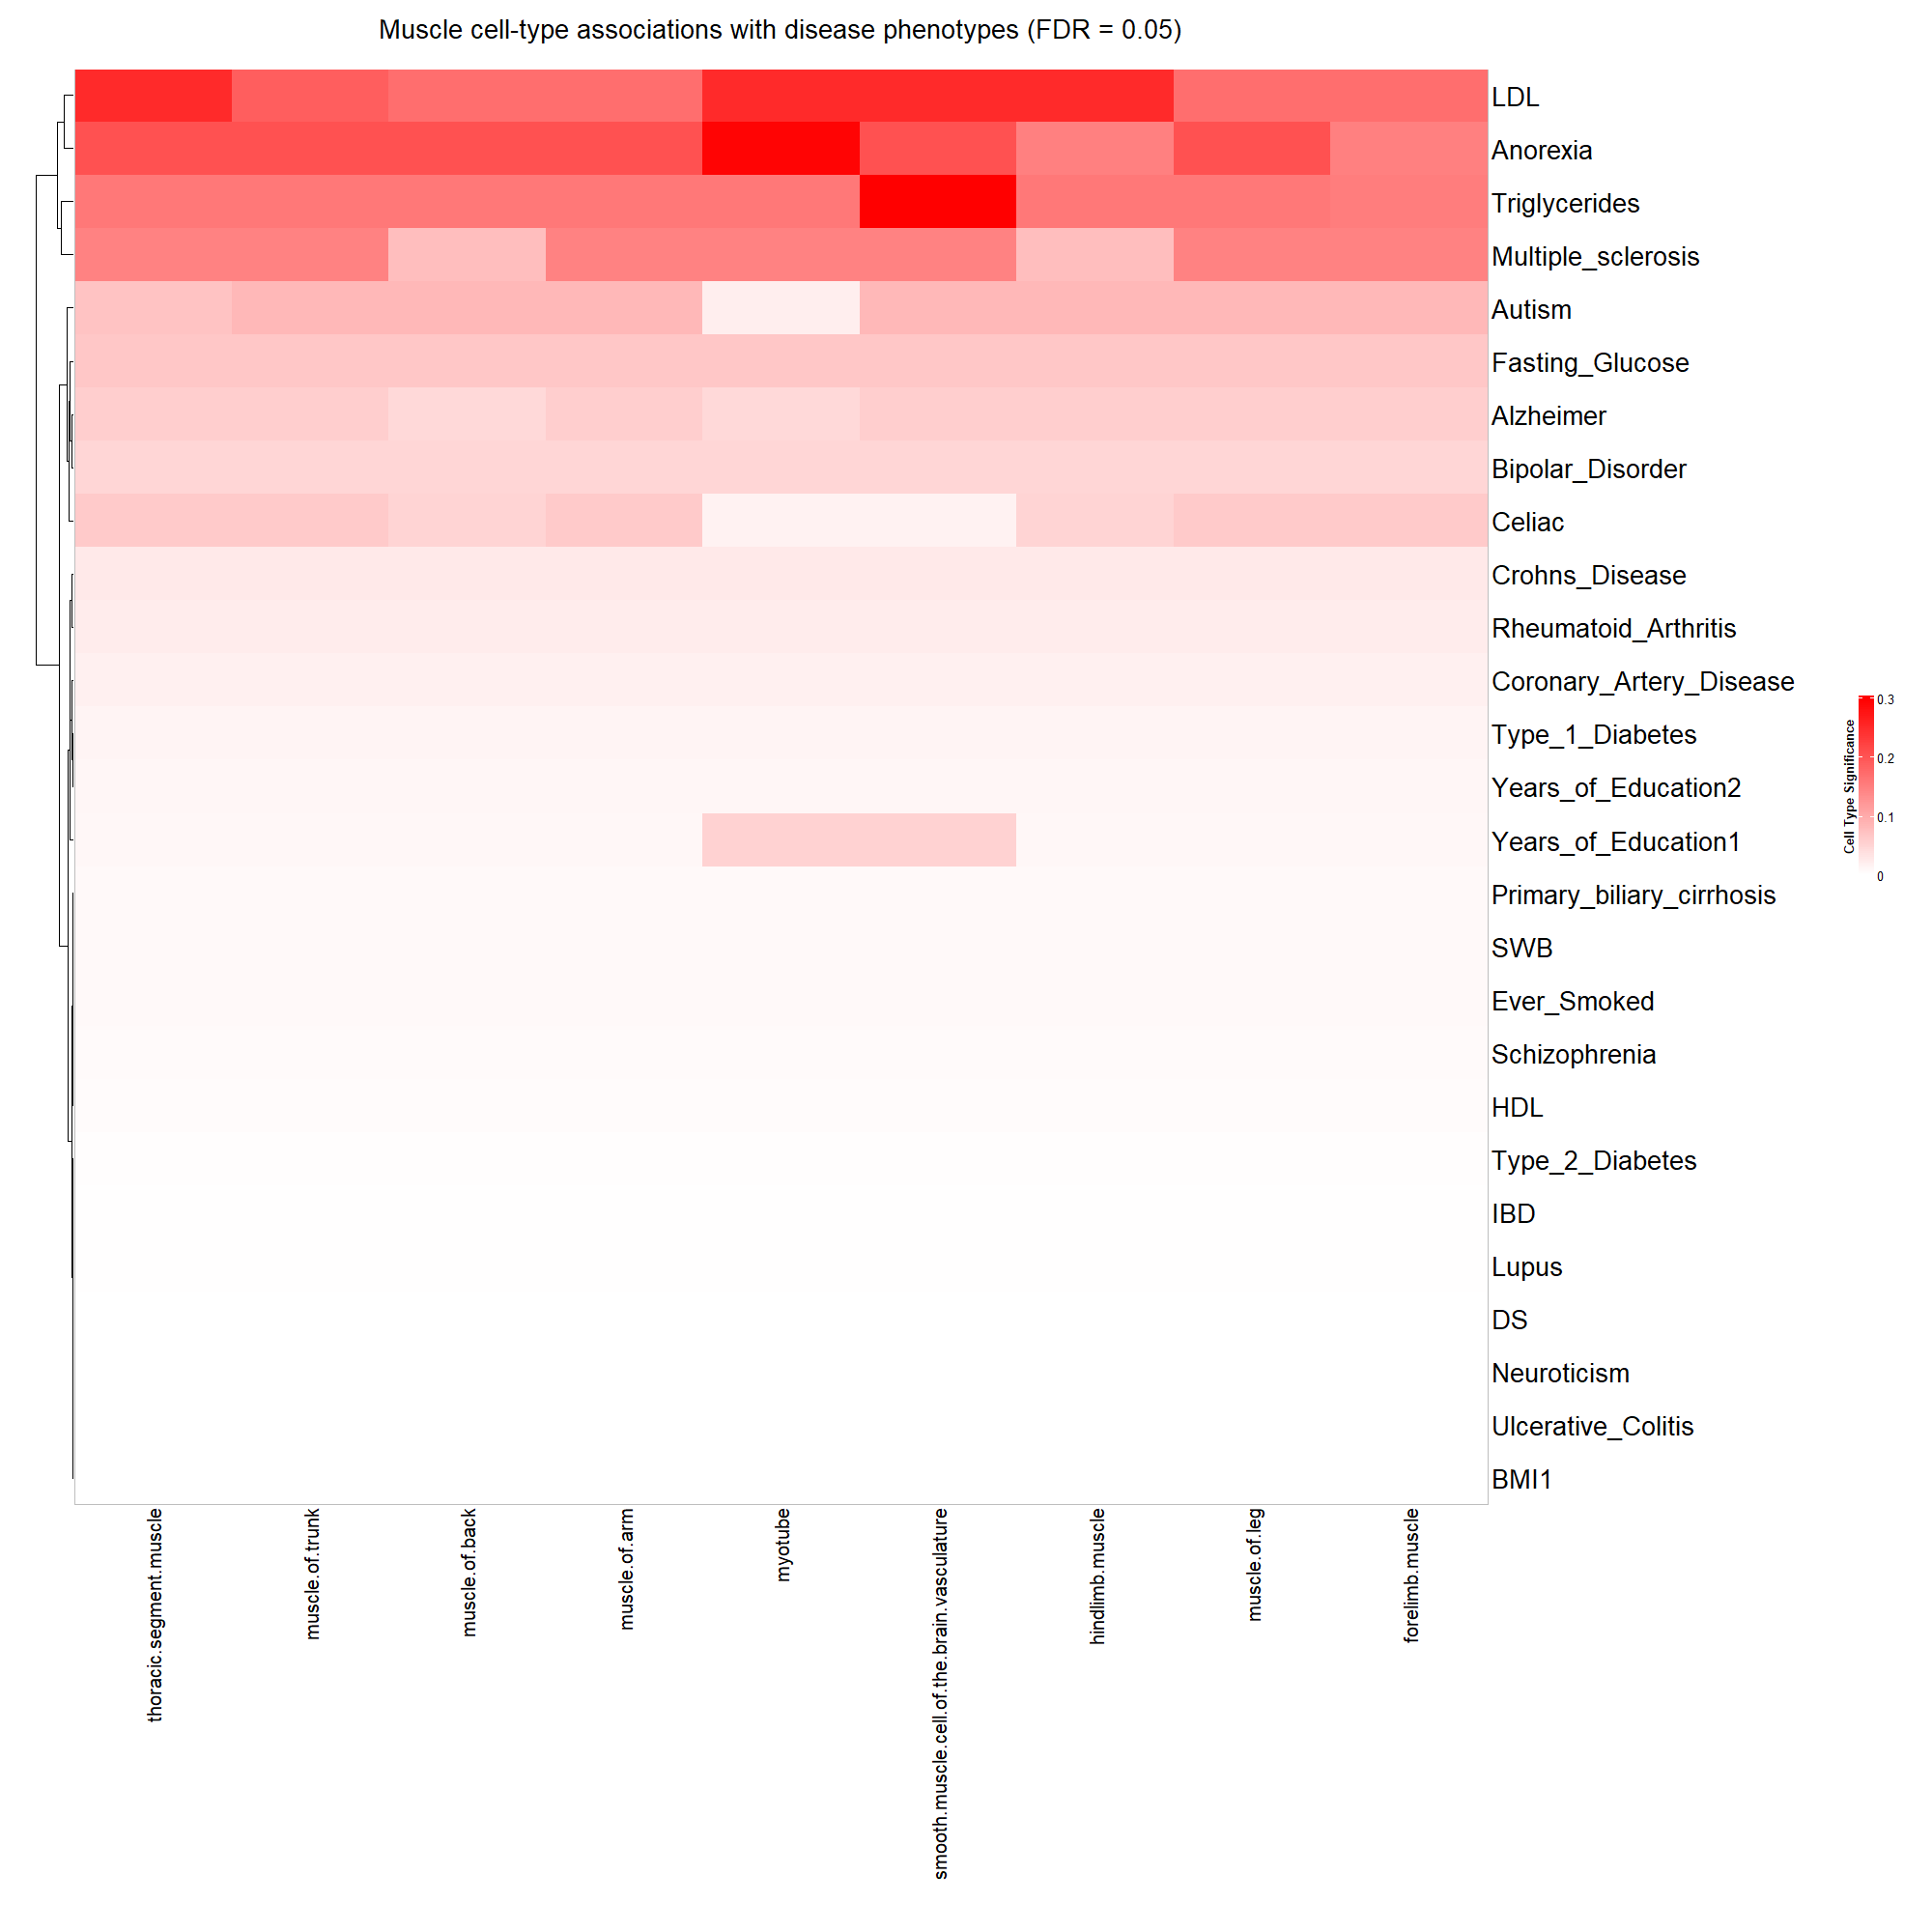 Muscle cell-type associations with disease phenotypes (FDR = 0.05)
LDL
Anorexia
Triglycerides
Multiple_sclerosis
Autism
Fasting_Glucose
Alzheimer
Bipolar_Disorder
Celiac
Crohns_Disease
Rheumatoid_Arthritis
Coronary_Artery_Disease
Type_1_Diabetes
Years_of_Education2
Years_of_Education1
Primary_biliary_cirrhosis
SWB
Ever_Smoked
Schizophrenia
HDL
Type_2_Diabetes
IBD
Lupus
DS
Neuroticism
Ulcerative_Colitis
BMI1
Cell Type Significance
0.3
0.2
0.1
0
thoracic.segment.muscle
muscle.of.trunk
muscle.of.back
muscle.of.arm
myotube
smooth.muscle.cell.of.the.brain.vasculature
hindlimb.muscle
muscle.of.leg
forelimb.muscle